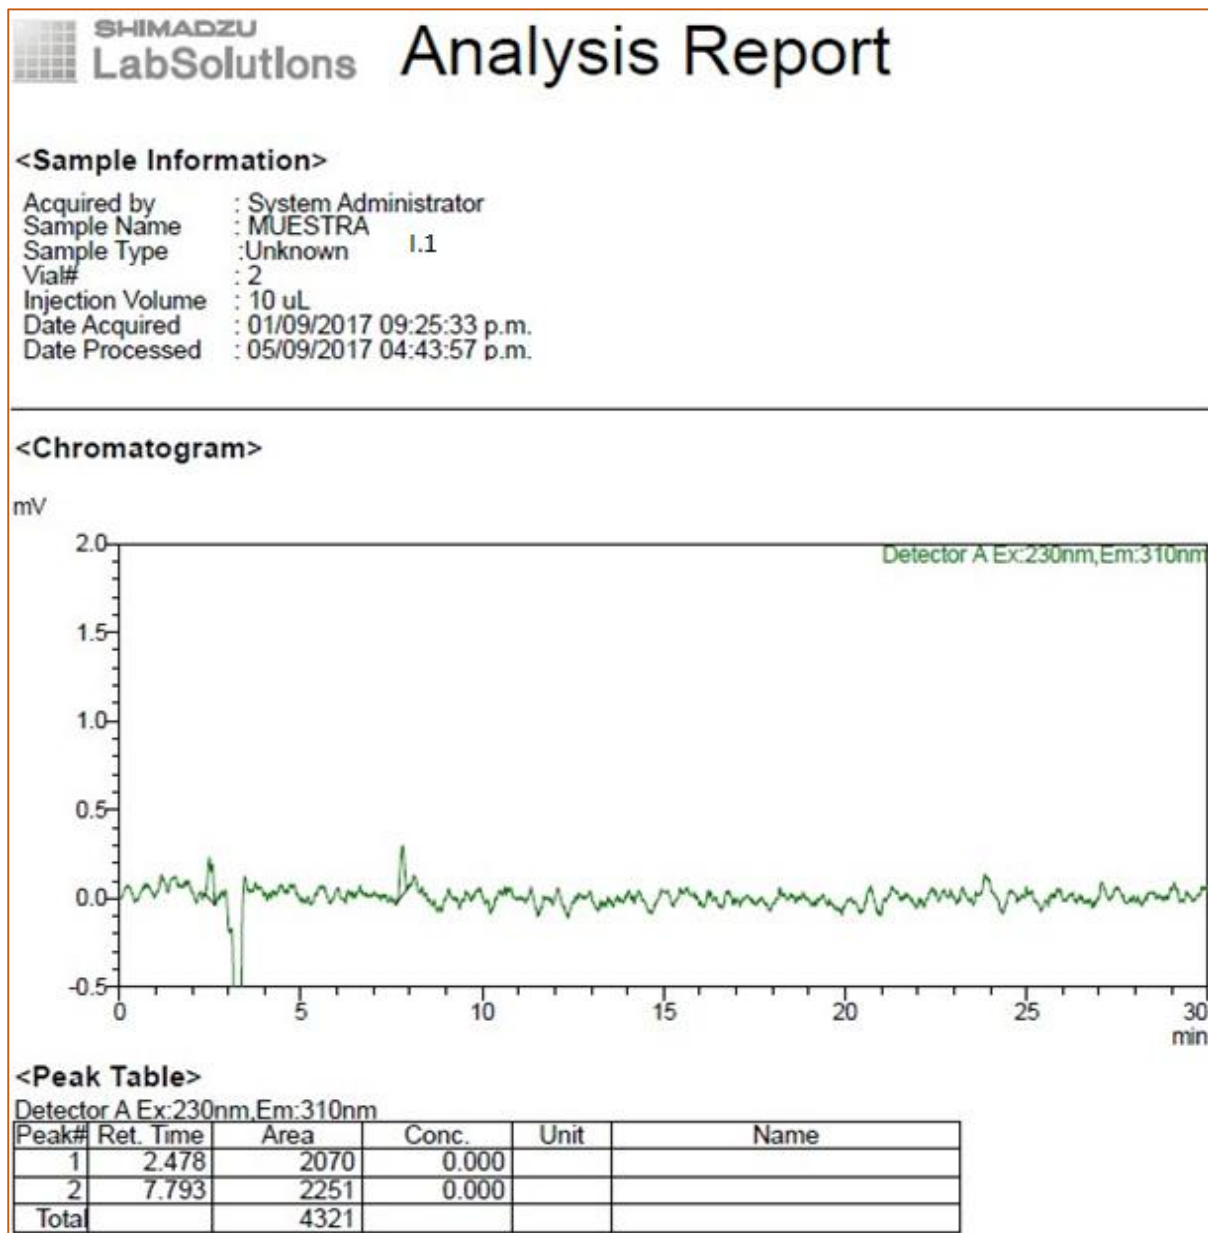 SHIMADZU
LabSolutions Analysis Report
<Sample Information>
Acquired by : System Administrator
Sample Name : MUESTRA
Sample Type :Unknown I.1
Vial# : 2
Injection Volume : 10 uL
Date Acquired : 01/09/2017 09:25:33 p.m.
Date Processed : 05/09/2017 04:43:57 p.m.
<Chromatogram>
mV
2.0
Detector A Ex:230nm,Em:310nm
1.5
1.0
0.5
0.0
-0.5
0 5 10 15 20 25 30
min
<Peak Table>
Detector A Ex:230nm,Em:310nm
Peak# Ret. Time Area Conc. Unit Name
1 2.478 2070 0.000
2 7.793 2251 0.000
Total 4321